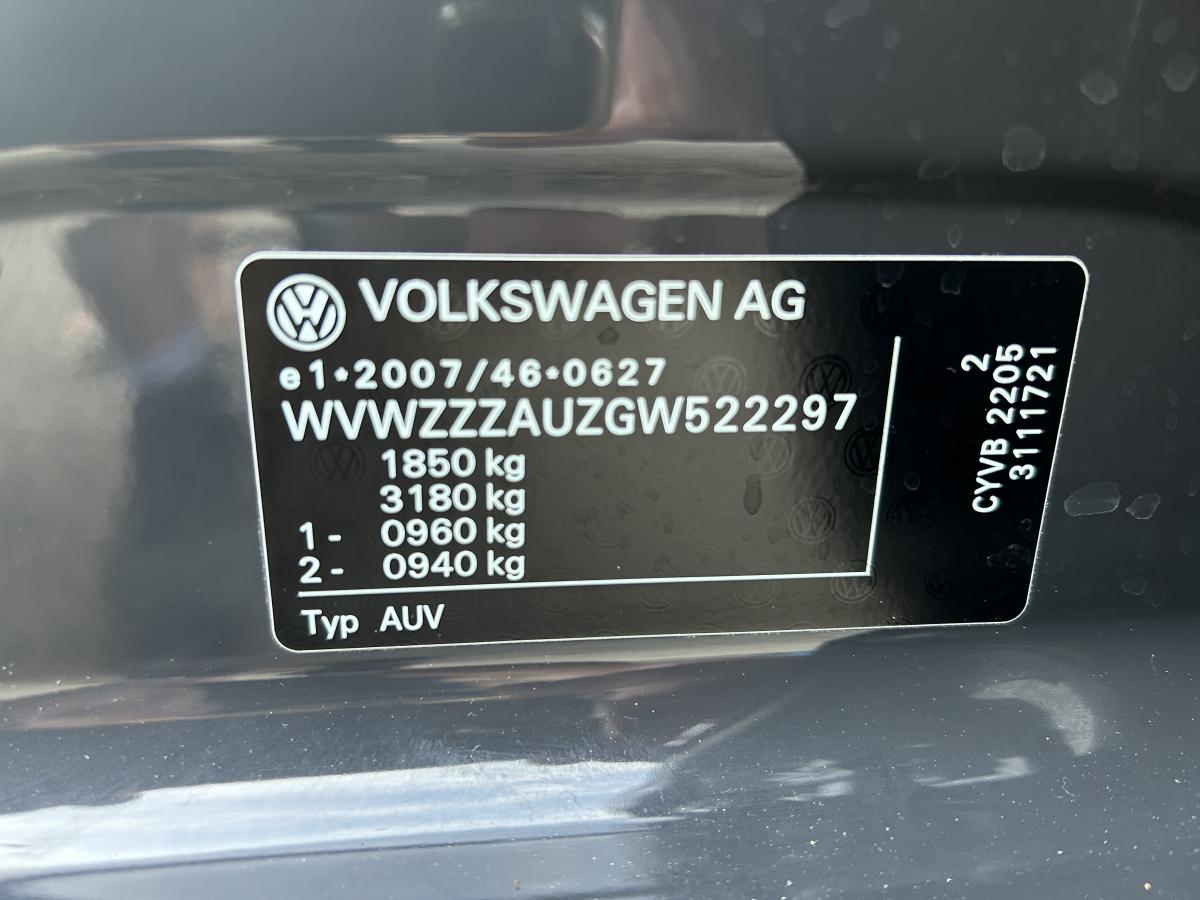 VOLKSWAGEN AG
e1*2007/46*0627
WVWZZZAUZGW522297
1850 kg
3180 kg
1- 0960 kg
2- 0940 kg
Typ AUV
2
CYVB 2205
3111721